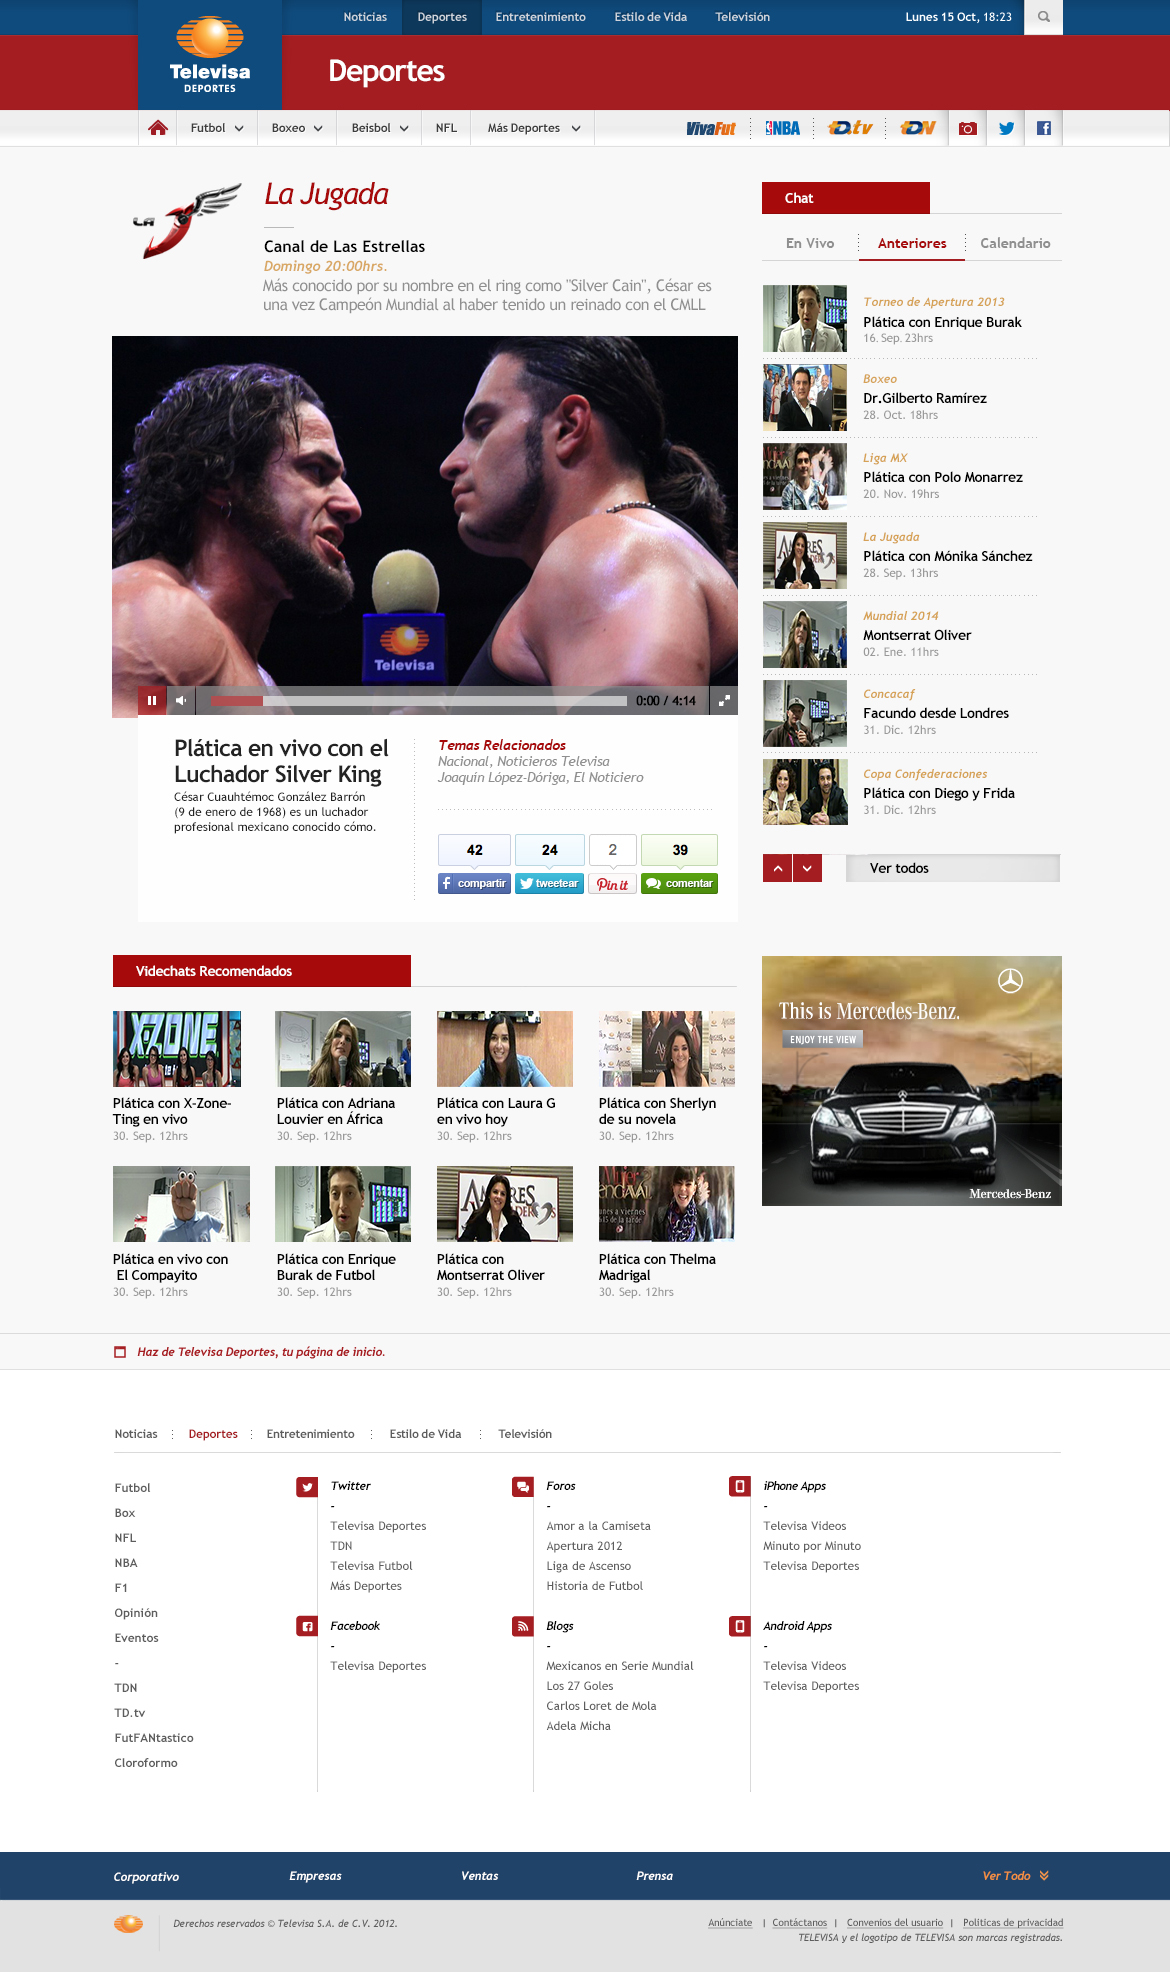 Noticias Deportes Entretenimiento Estilo de Vida Televisión Lunes 15 Oct, 18:23
Televisa
DEPORTES
Deportes
Futbol Boxeo Beisbol NFL Más Deportes VivaFut NBA TD.tv TDN
LA
La Jugada
Canal de Las Estrellas
Domingo 20:00hrs.
Más conocido por su nombre en el ring como "Silver Cain", César es
una vez Campeón Mundial al haber tenido un reinado con el CMLL
Televisa
0:00 / 4:14
Plática en vivo con el
Luchador Silver King
César Cuauhtémoc González Barrón
(9 de enero de 1968) es un luchador
profesional mexicano conocido cómo.
Temas Relacionados
Nacional, Noticieros Televisa
Joaquín López-Dóriga, El Noticiero
42 24 2 39
compartir tweetear Pin it comentar
Chat
En Vivo Anteriores Calendario
Torneo de Apertura 2013
Plática con Enrique Burak
16. Sep. 23hrs
Boxeo
Dr.Gilberto Ramírez
28. Oct. 18hrs
Liga MX
Plática con Polo Monarrez
20. Nov. 19hrs
La Jugada
Plática con Mónika Sánchez
28. Sep. 13hrs
Mundial 2014
Montserrat Oliver
02. Ene. 11hrs
Concacaf
Facundo desde Londres
31. Dic. 12hrs
Copa Confederaciones
Plática con Diego y Frida
31. Dic. 12hrs
Ver todos
Videchats Recomendados
X-ZONE
Plática con X-Zone-
Ting en vivo
30. Sep. 12hrs
Plática con Adriana
Louvier en África
30. Sep. 12hrs
Plática con Laura G
en vivo hoy
30. Sep. 12hrs
Plática con Sherlyn
de su novela
30. Sep. 12hrs
Plática en vivo con
El Compayito
30. Sep. 12hrs
Plática con Enrique
Burak de Futbol
30. Sep. 12hrs
Plática con
Montserrat Oliver
30. Sep. 12hrs
Plática con Thelma
Madrigal
30. Sep. 12hrs
This is Mercedes-Benz.
ENJOY THE VIEW
Mercedes-Benz
Haz de Televisa Deportes, tu página de inicio.
Noticias Deportes Entretenimiento Estilo de Vida Televisión
Futbol
Box
NFL
NBA
F1
Opinión
Eventos
-
TDN
TD.tv
FutFANtastico
Cloroformo
Twitter
-
Televisa Deportes
TDN
Televisa Futbol
Más Deportes
Facebook
-
Televisa Deportes
Foros
-
Amor a la Camiseta
Apertura 2012
Liga de Ascenso
Historia de Futbol
Blogs
-
Mexicanos en Serie Mundial
Los 27 Goles
Carlos Loret de Mola
Adela Micha
iPhone Apps
-
Televisa Videos
Minuto por Minuto
Televisa Deportes
Android Apps
-
Televisa Videos
Televisa Deportes
Corporativo Empresas Ventas Prensa Ver Todo
Derechos reservados © Televisa S.A. de C.V. 2012.
Anúnciate | Contáctanos | Convenios del usuario | Políticas de privacidad
TELEVISA y el logotipo de TELEVISA son marcas registradas.